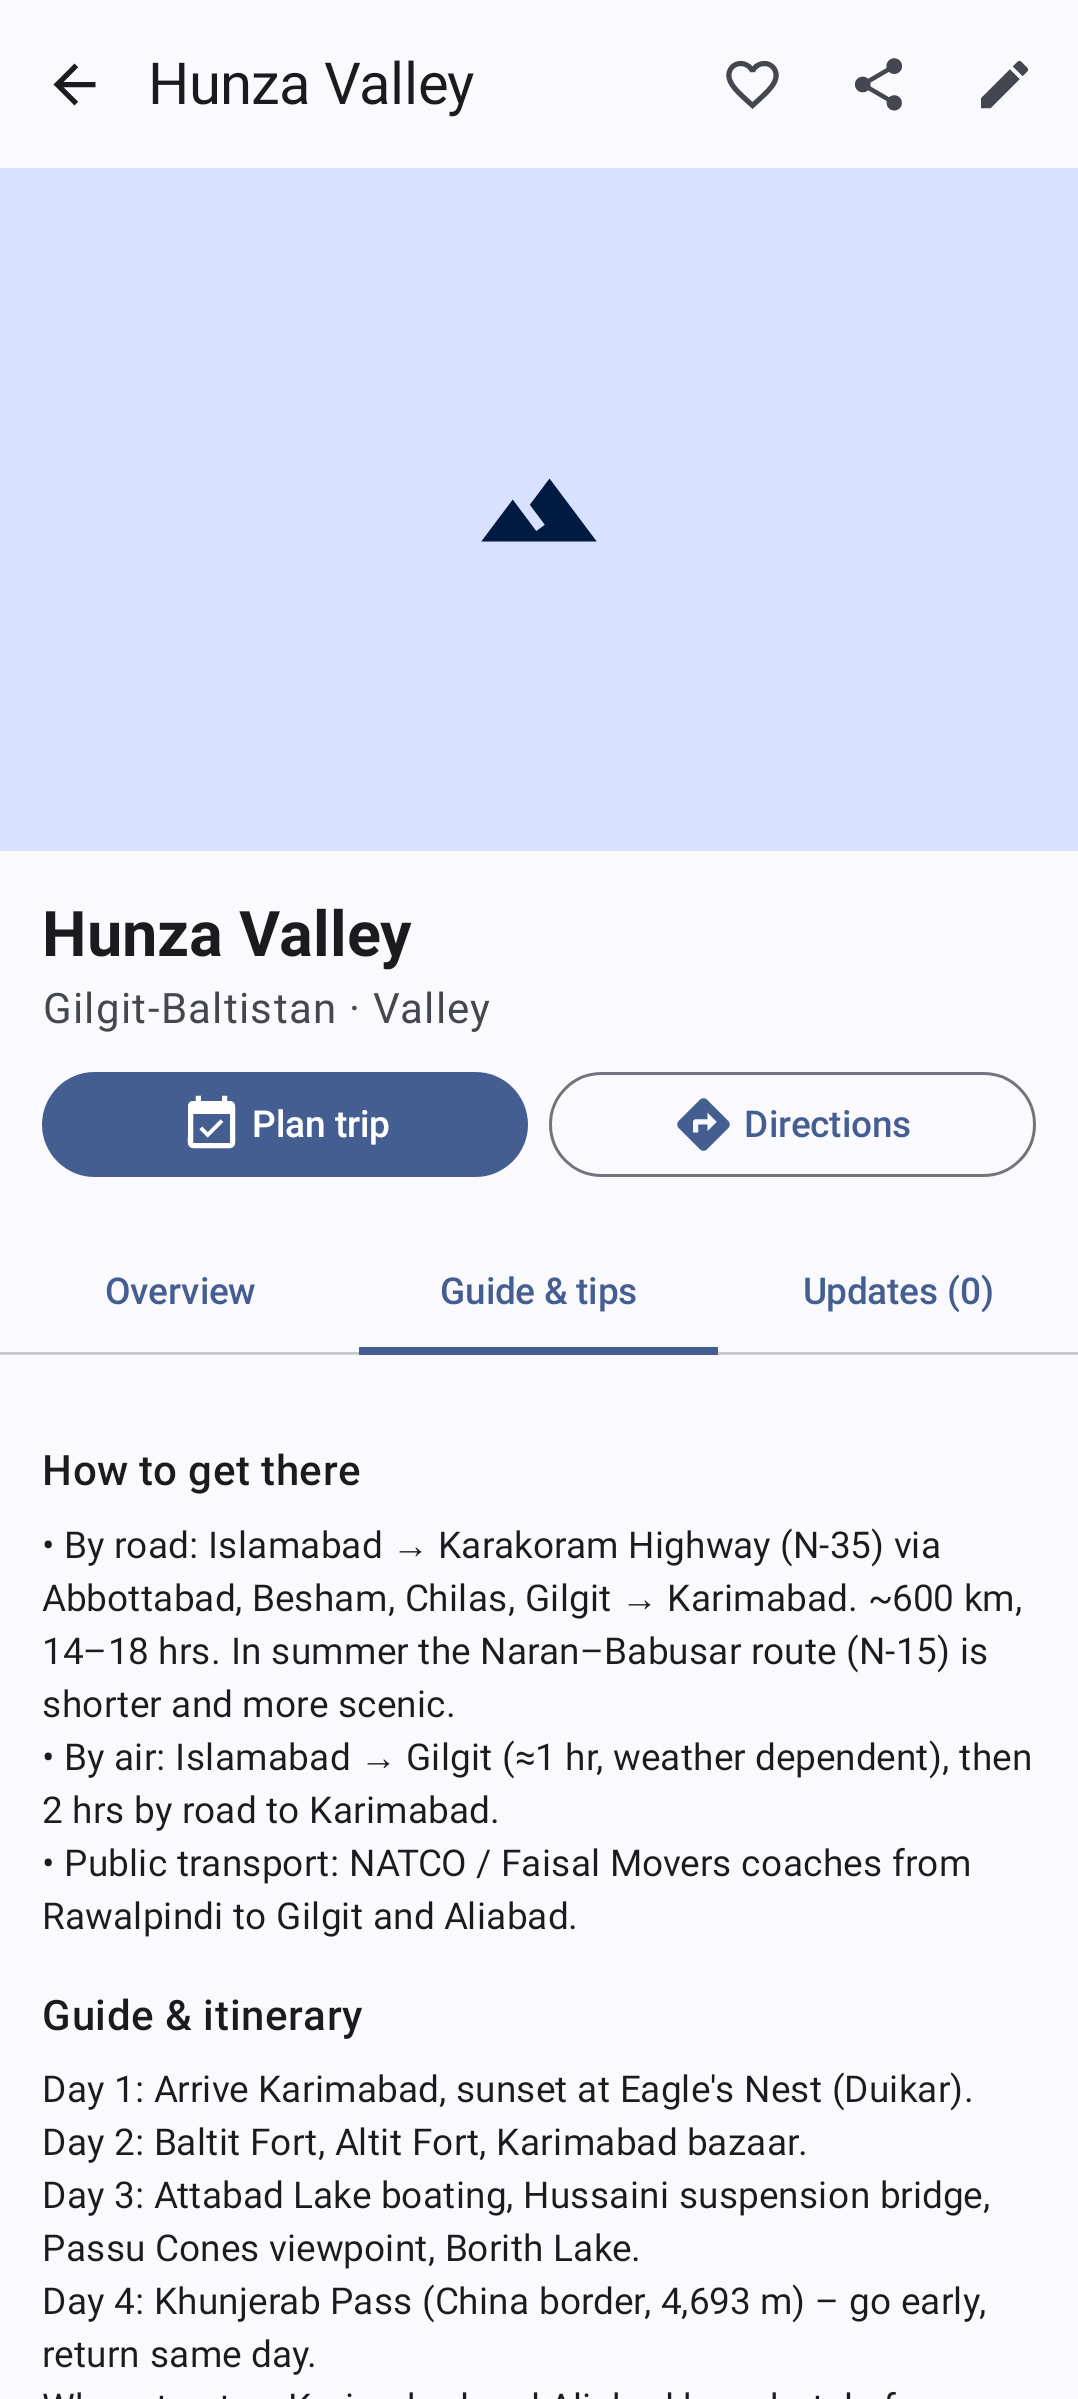 Hunza Valley
Hunza Valley
Gilgit-Baltistan · Valley
Plan trip
Directions
Overview
Guide & tips
Updates (0)
How to get there
• By road: Islamabad → Karakoram Highway (N-35) via
Abbottabad, Besham, Chilas, Gilgit → Karimabad. ~600 km,
14–18 hrs. In summer the Naran–Babusar route (N-15) is
shorter and more scenic.
• By air: Islamabad → Gilgit (≈1 hr, weather dependent), then
2 hrs by road to Karimabad.
• Public transport: NATCO / Faisal Movers coaches from
Rawalpindi to Gilgit and Aliabad.
Guide & itinerary
Day 1: Arrive Karimabad, sunset at Eagle's Nest (Duikar).
Day 2: Baltit Fort, Altit Fort, Karimabad bazaar.
Day 3: Attabad Lake boating, Hussaini suspension bridge,
Passu Cones viewpoint, Borith Lake.
Day 4: Khunjerab Pass (China border, 4,693 m) – go early,
return same day.